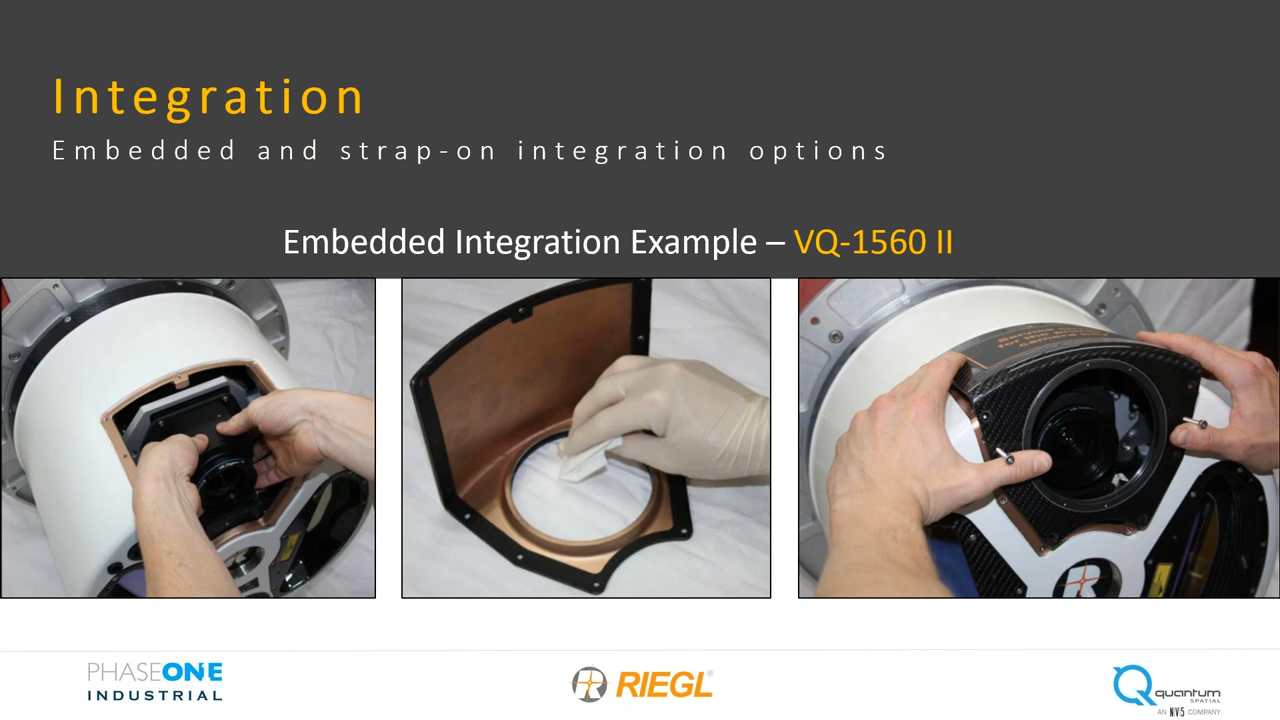 Integration
Embedded and strap-on integration options
Embedded Integration Example – VQ-1560 II
R
PHASEONE
INDUSTRIAL
RIEGL®
quantum
SPATIAL
AN NV5 COMPANY